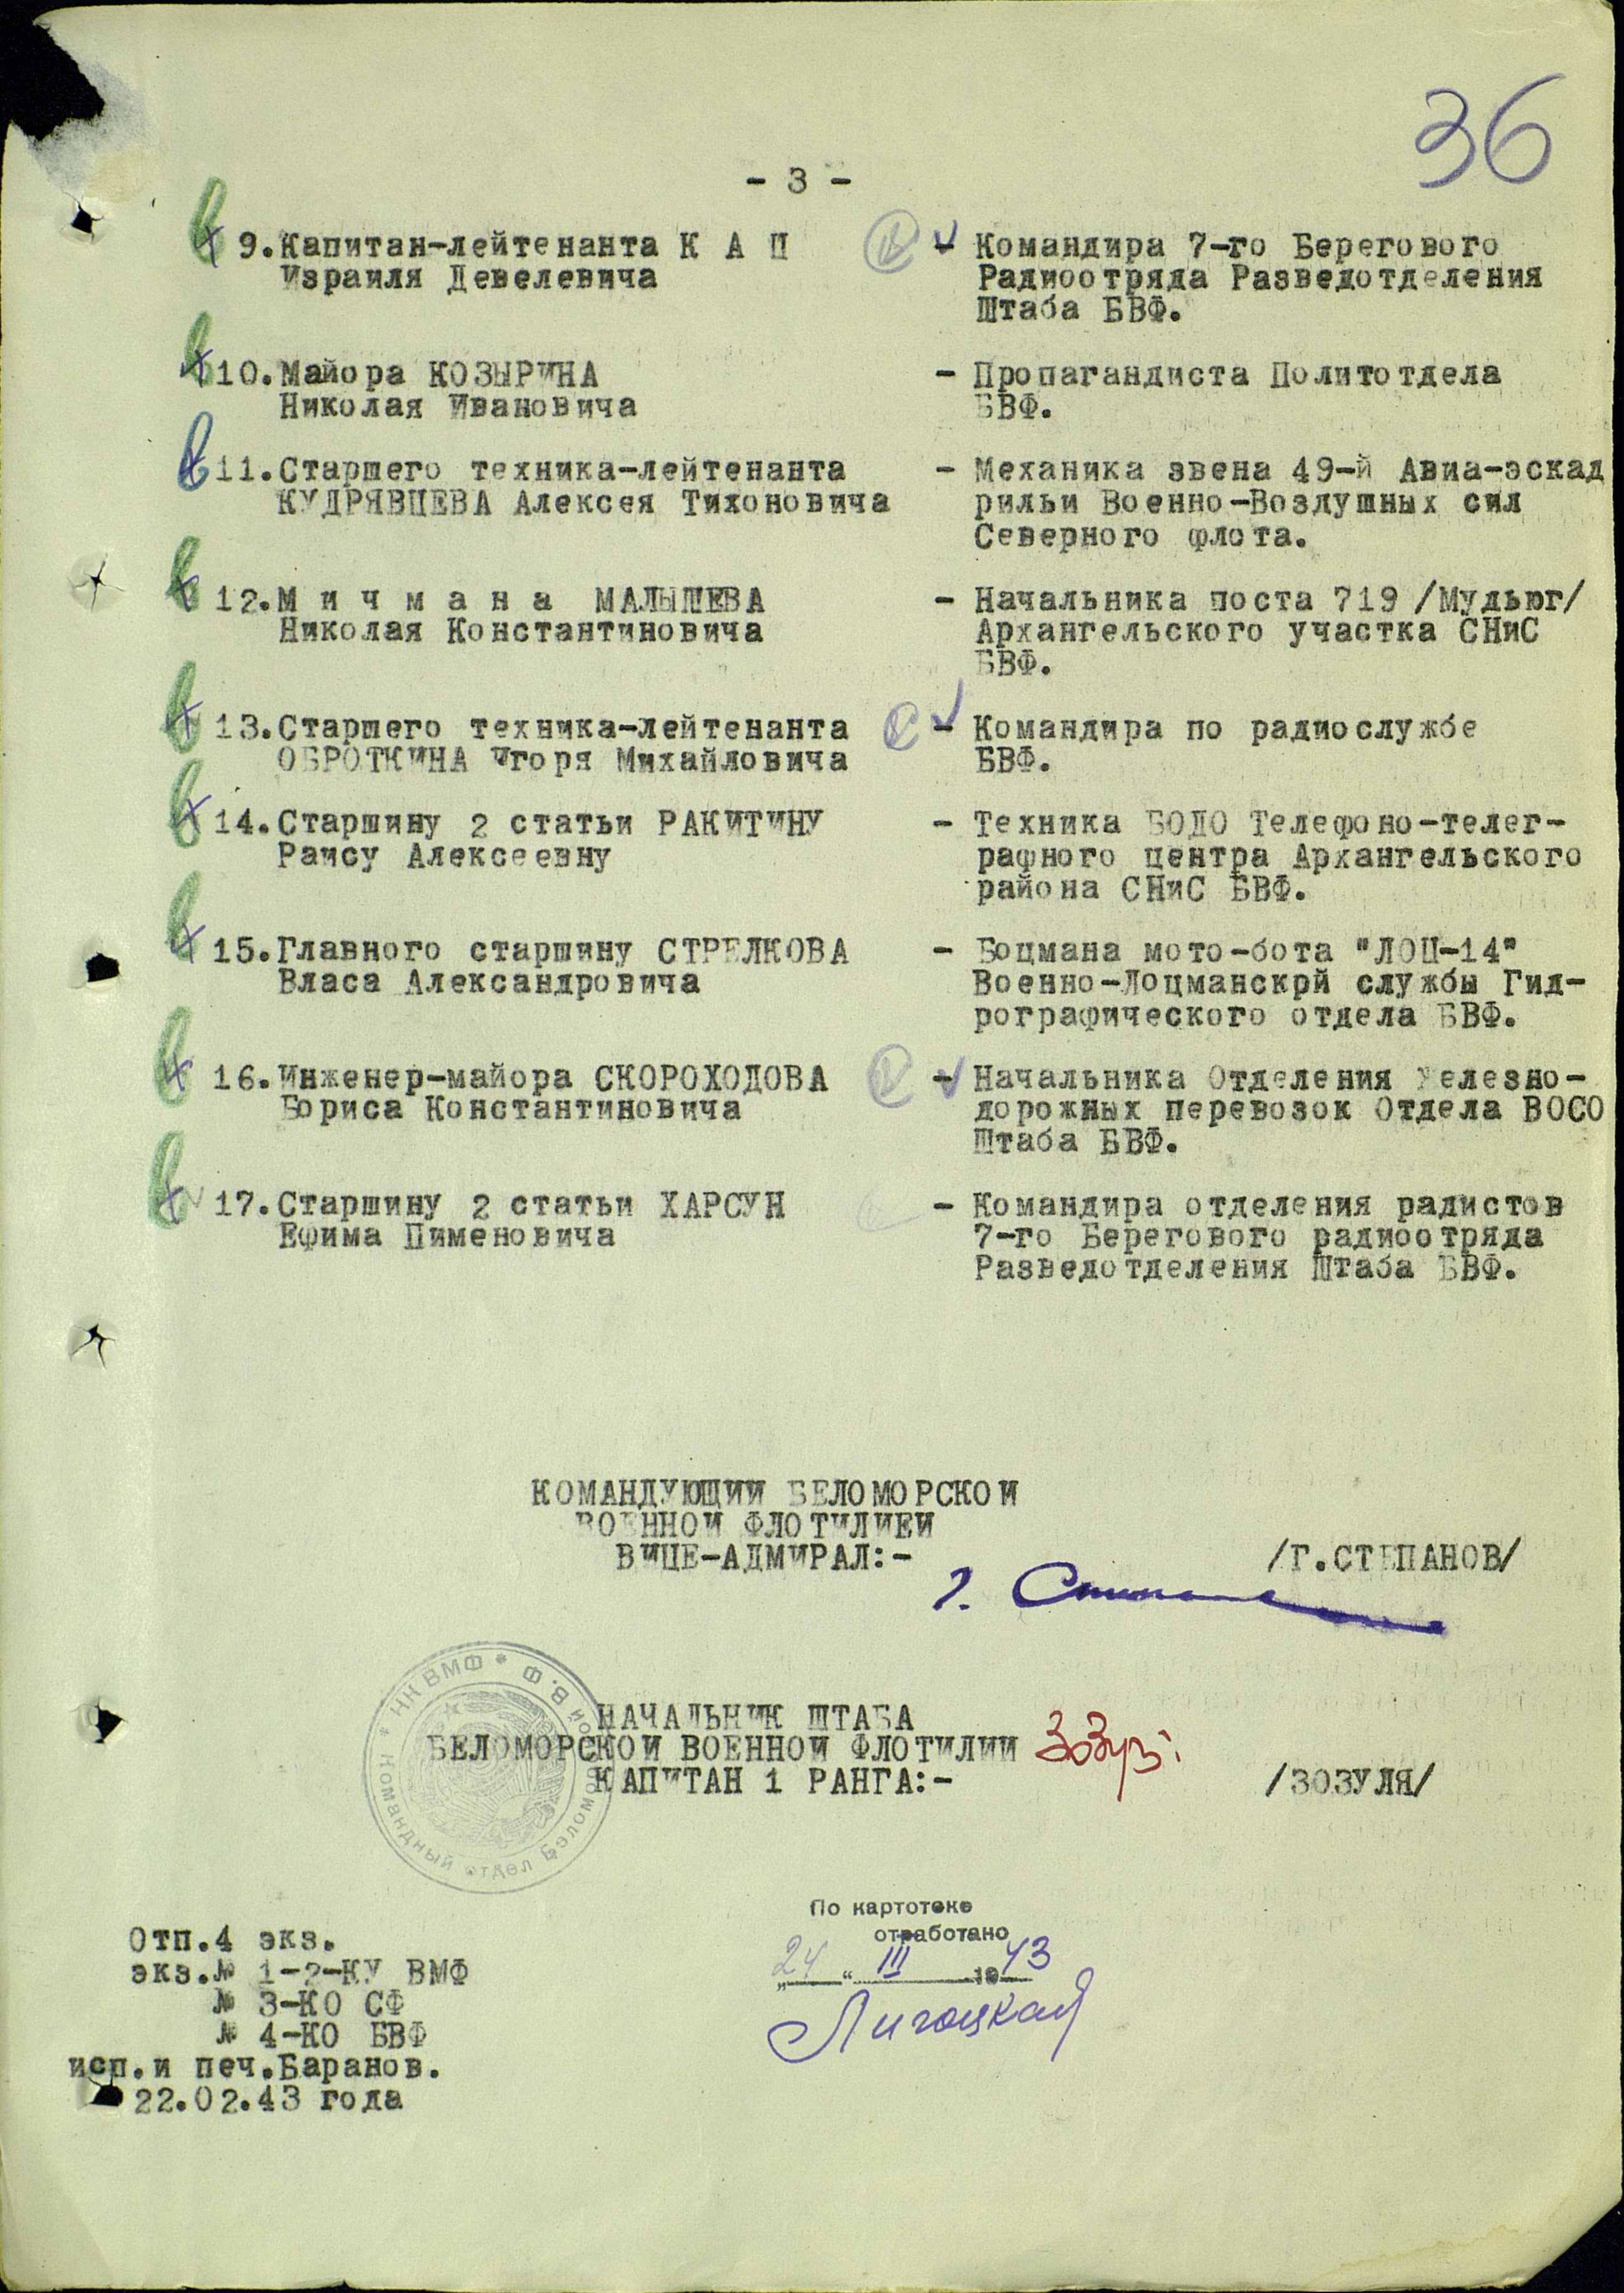 36
- 3 -
9. Капитан-лейтенанта К А Ц - Командира 7-го Берегового
Израиля Девелевича Радиоотряда Разведотделения
Штаба БВФ.
10. Майора КОЗЫРИНА - Пропагандиста Политотдела
Николая Ивановича БВФ.
11. Старшего техника-лейтенанта - Механика звена 49-й Авиа-эскад
КУДРЯВЦЕВА Алексея Тихоновича рильи Военно-Воздушных сил
Северного флота.
12. М и ч м а н а МАЛЫШЕВА - Начальника поста 719 /Мудьюг/
Николая Константиновича Архангельского участка СНиС
БВФ.
13. Старшего техника-лейтенанта - Командира по радиослужбе
ОБРОТКИНА Игоря Михайловича БВФ.
14. Старшину 2 статьи РАКИТИНУ - Техника БОДО Телефоно-телег-
Раису Алексеевну рафного центра Архангельского
района СНиС БВФ.
15. Главного старшину СТРЕЛКОВА - Боцмана мото-бота "ЛОЦ-14"
Власа Александровича Военно-Лоцманскрй службы Гид-
рографического отдела БВФ.
16. Инженер-майора СКОРОХОДОВА - Начальника Отделения Железно-
Бориса Константиновича дорожных перевозок Отдела ВОСО
Штаба БВФ.
17. Старшину 2 статьи ХАРСУН - Командира отделения радистов
Ефима Пименовича 7-го Берегового радиоотряда
Разведотделения Штаба БВФ.
КОМАНДУЮЩИЙ БЕЛОМОРСКОЙ
ВОЕННОЙ ФЛОТИЛИЕЙ
ВИЦЕ-АДМИРАЛ:- /Г.СТЕПАНОВ/
НАЧАЛЬНИК ШТАБА
БЕЛОМОРСКОЙ ВОЕННОЙ ФЛОТИЛИИ
КАПИТАН 1 РАНГА:- /ЗОЗУЛЯ/
* НКВМФ * Командный отдел Беломорской В.Ф
По картотеке
отработано
"24" III 1943
Лигоцкая
Отп.4 экз.
экз.№ 1-2-КУ ВМФ
№ 3-КО СФ
№ 4-КО БВФ
исп.и печ.Баранов.
22.02.43 года